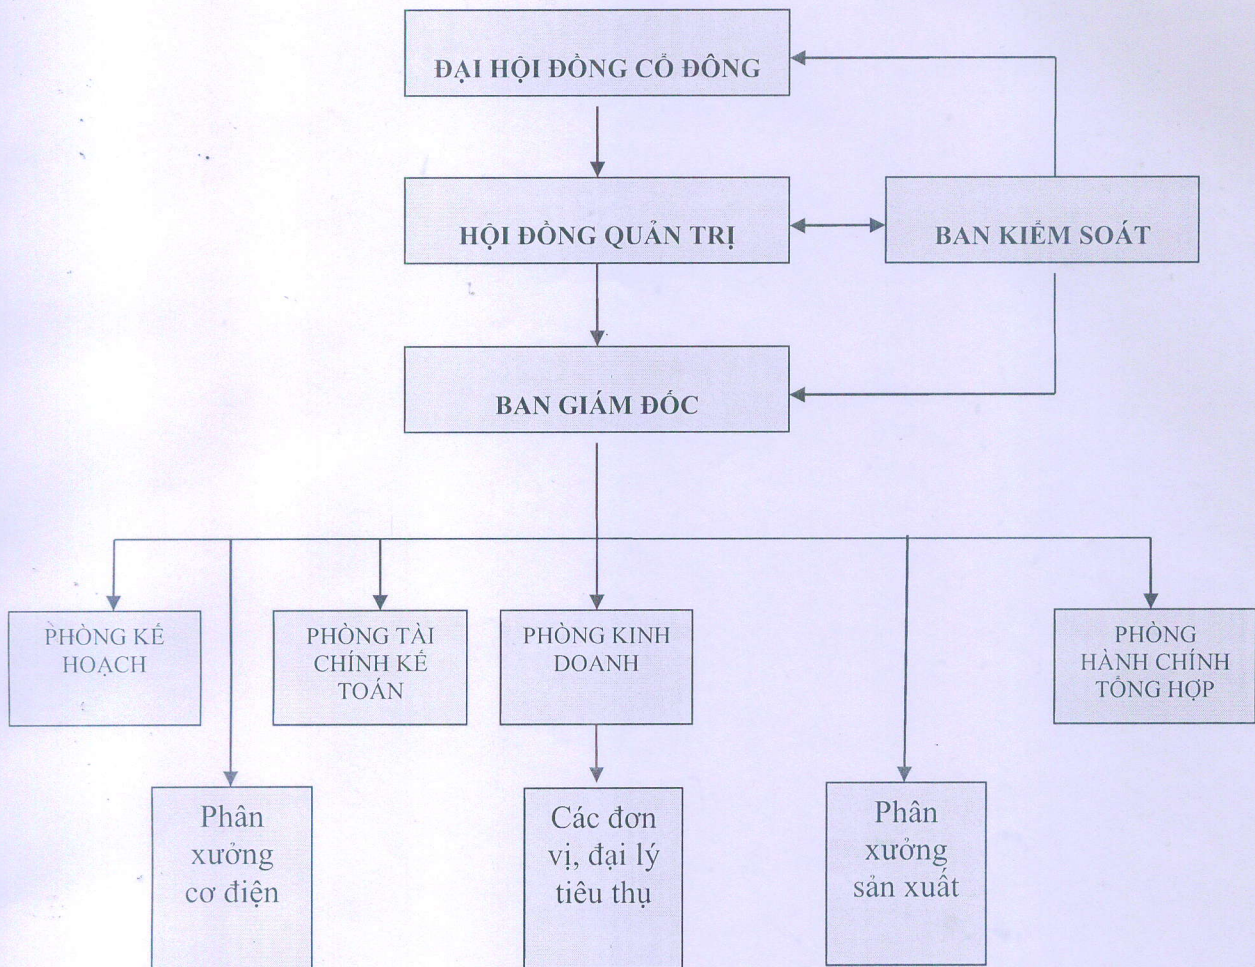 ĐẠI HỘI ĐỒNG CỔ ĐÔNG
HỘI ĐỒNG QUẢN TRỊ
BAN KIỂM SOÁT
BAN GIÁM ĐỐC
PHÒNG KẾ
HOẠCH
PHÒNG TÀI
CHÍNH KẾ
TOÁN
PHÒNG KINH
DOANH
PHÒNG
HÀNH CHÍNH
TỔNG HỢP
Phân
xưởng
cơ điện
Các đơn
vị, đại lý
tiêu thụ
Phân
xưởng
sản xuất